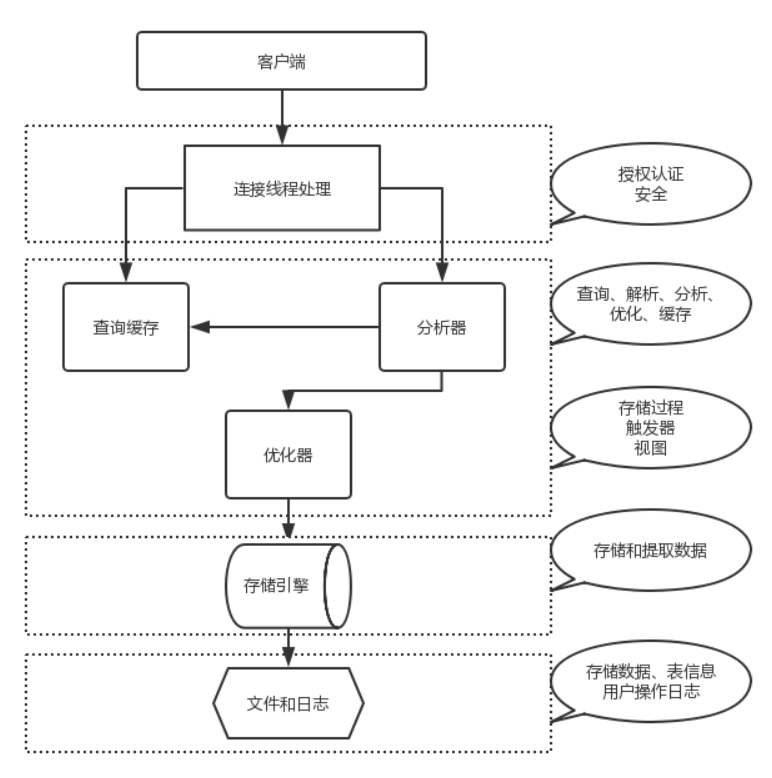 客户端
连接线程处理
授权认证
安全
查询缓存
分析器
查询、解析、分析、
优化、缓存
优化器
存储过程
触发器
视图
存储引擎
存储和提取数据
文件和日志
存储数据、表信息
用户操作日志